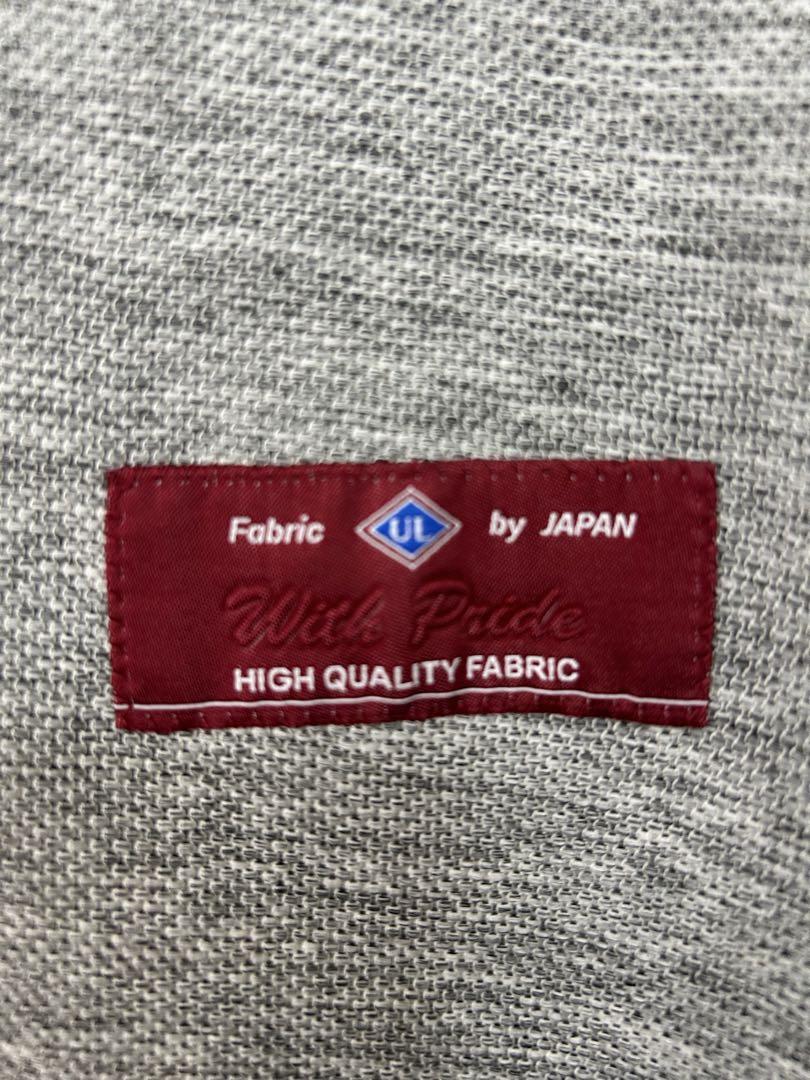 Fabric UL by JAPAN
With Pride
HIGH QUALITY FABRIC